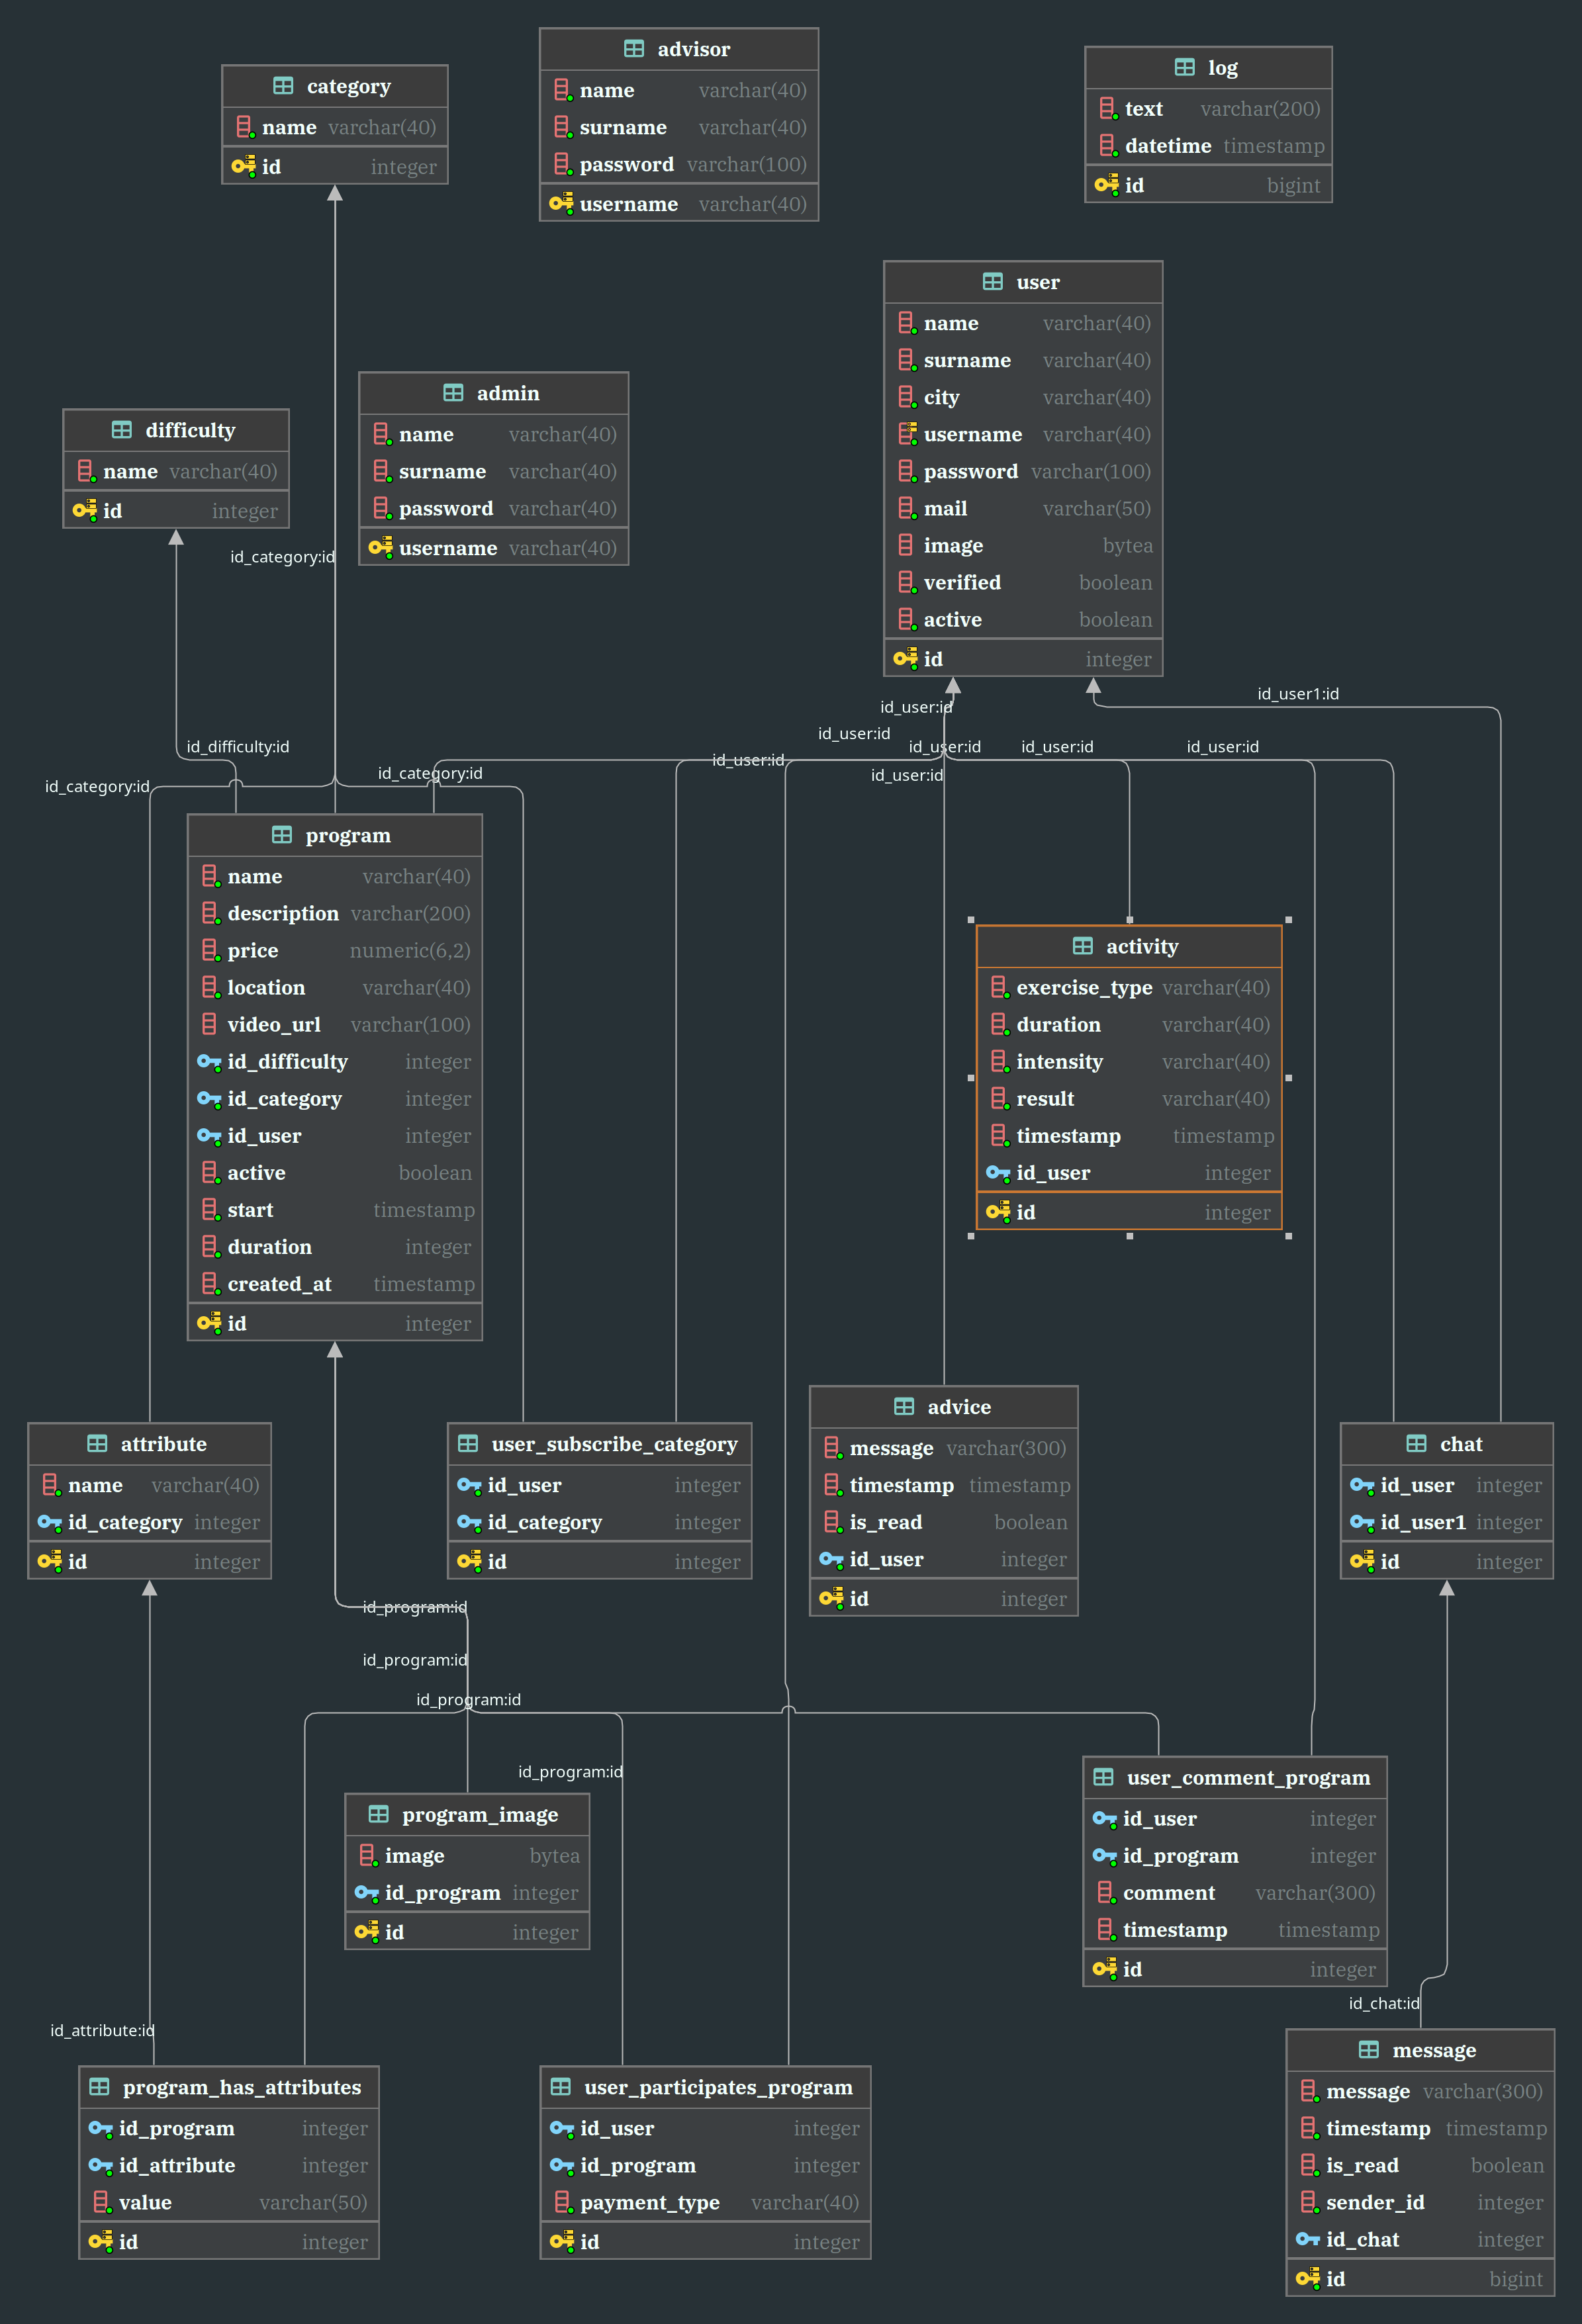 advisor
name varchar(40)
surname varchar(40)
password varchar(100)
username varchar(40)
log
text varchar(200)
datetime timestamp
id bigint
category
name varchar(40)
id integer
user
name varchar(40)
surname varchar(40)
city varchar(40)
username varchar(40)
password varchar(100)
mail varchar(50)
image bytea
verified boolean
active boolean
id integer
admin
name varchar(40)
surname varchar(40)
password varchar(40)
username varchar(40)
difficulty
name varchar(40)
id integer
id_category:id
id_user1:id
id_user:id
id_user:id
id_difficulty:id
id_user:id
id_user:id
id_user:id
id_user:id
id_category:id
id_user:id
id_category:id
program
name varchar(40)
description varchar(200)
price numeric(6,2)
location varchar(40)
video_url varchar(100)
id_difficulty integer
id_category integer
id_user integer
active boolean
start timestamp
duration integer
created_at timestamp
id integer
activity
exercise_type varchar(40)
duration varchar(40)
intensity varchar(40)
result varchar(40)
timestamp timestamp
id_user integer
id integer
attribute
name varchar(40)
id_category integer
id integer
user_subscribe_category
id_user integer
id_category integer
id integer
advice
message varchar(300)
timestamp timestamp
is_read boolean
id_user integer
id integer
chat
id_user integer
id_user1 integer
id integer
id_program:id
id_program:id
id_program:id
id_program:id
program_image
image bytea
id_program integer
id integer
user_comment_program
id_user integer
id_program integer
comment varchar(300)
timestamp timestamp
id integer
id_chat:id
id_attribute:id
program_has_attributes
id_program integer
id_attribute integer
value varchar(50)
id integer
user_participates_program
id_user integer
id_program integer
payment_type varchar(40)
id integer
message
message varchar(300)
timestamp timestamp
is_read boolean
sender_id integer
id_chat integer
id bigint